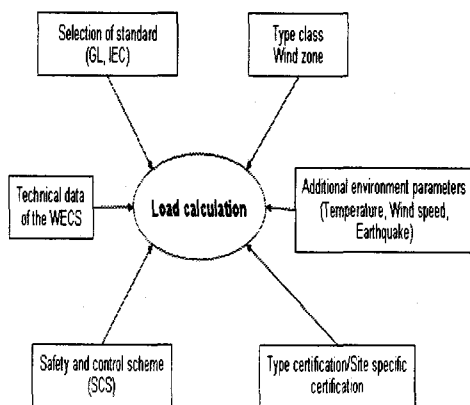 Selection of standard
(GL, IEC)
Type class
Wind zone
Technical data
of the WECS
Load calculation
Additional environment parameters
(Temperature, Wind speed,
Earthquake)
Safety and control scheme
(SCS)
Type certification/Site specific
certification